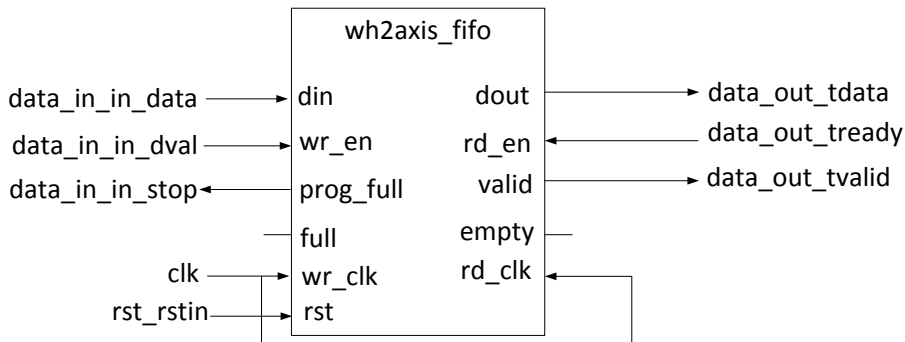 wh2axis_fifo
data_in_in_data din dout data_out_tdata
data_in_in_dval wr_en rd_en data_out_tready
data_in_in_stop prog_full valid data_out_tvalid
full empty
clk wr_clk rd_clk
rst_rstin rst